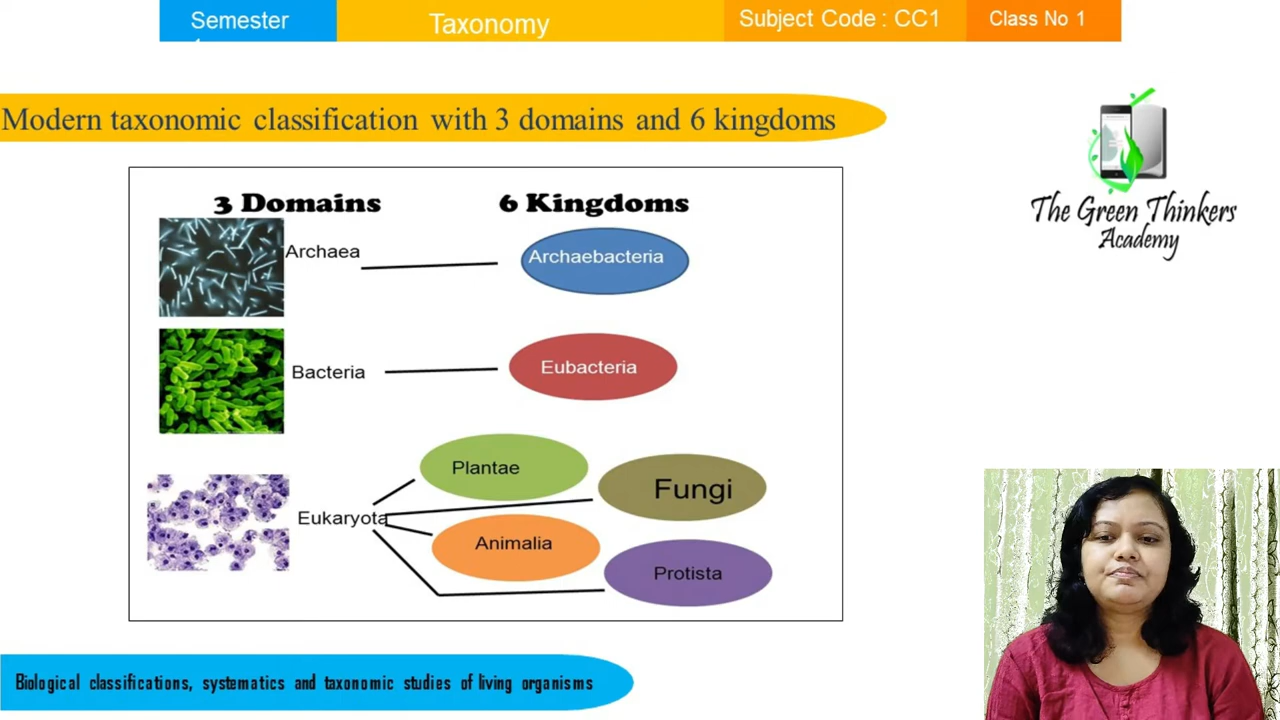 Semester
Taxonomy
Subject Code : CC1
Class No 1
Modern taxonomic classification with 3 domains and 6 kingdoms
The Green Thinkers
Academy
3 Domains
6 Kingdoms
Archaea
Archaebacteria
Bacteria
Eubacteria
Plantae
Fungi
Eukaryota
Animalia
Protista
Biological classifications, systematics and taxonomic studies of living organisms